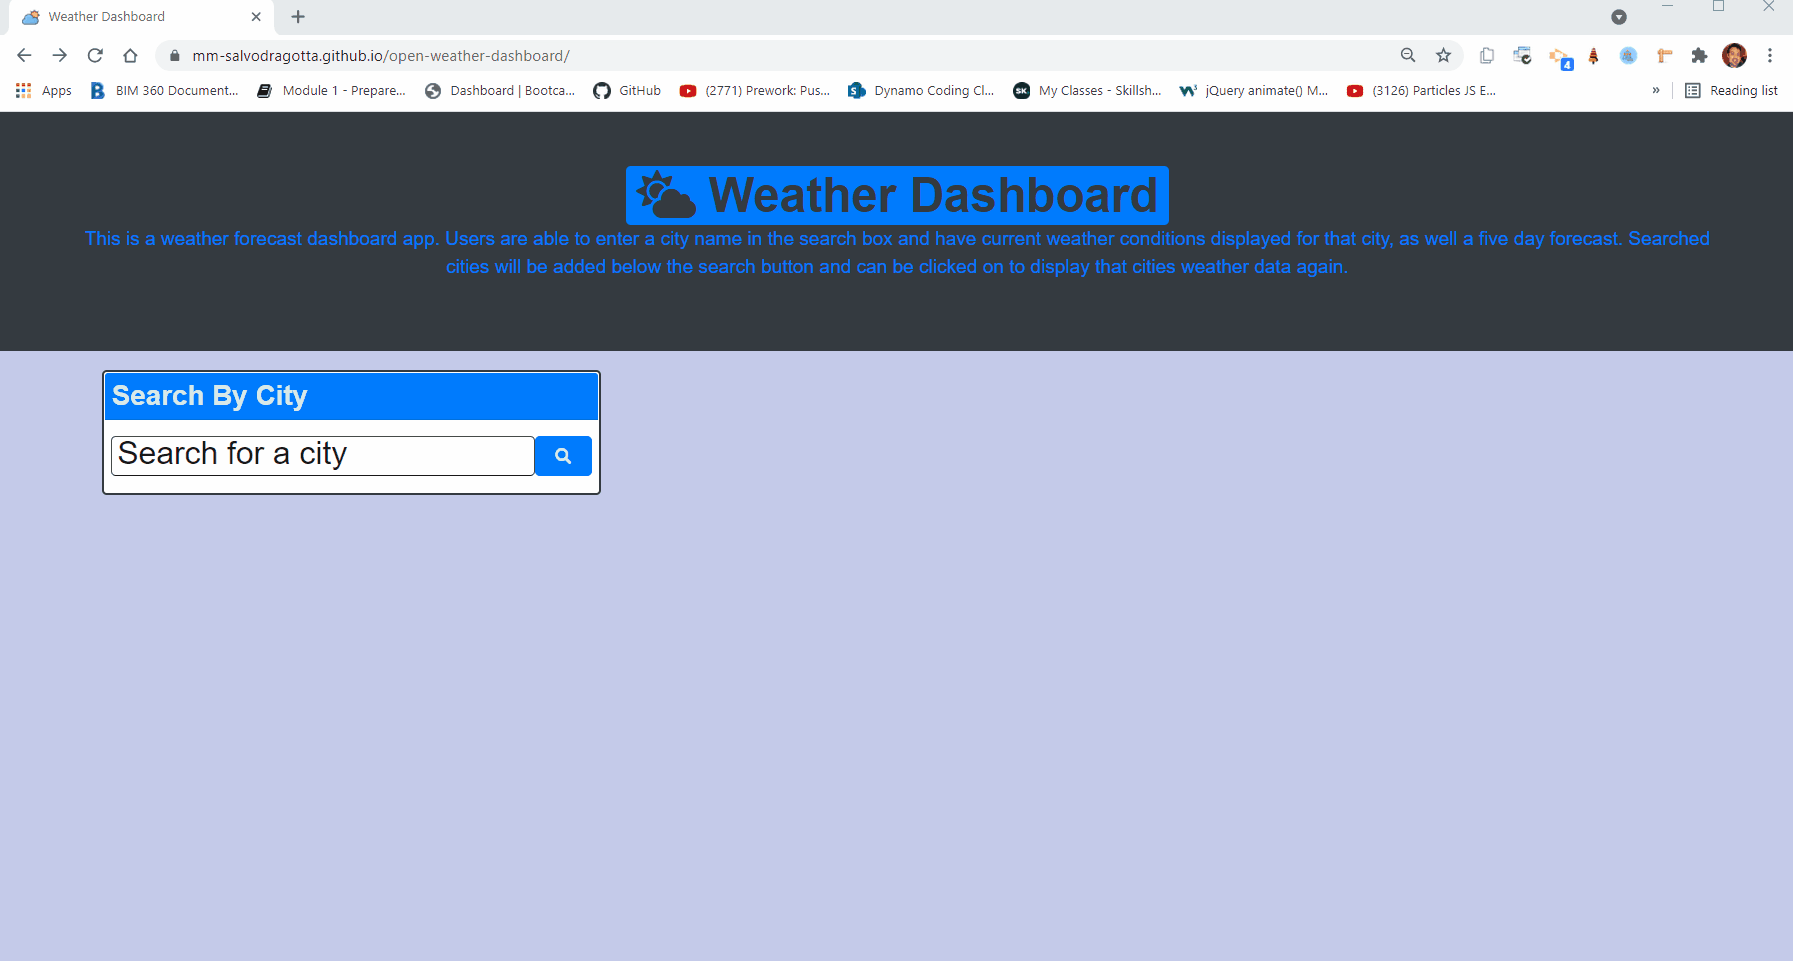 Weather Dashboard
mm-salvodragotta.github.io/open-weather-dashboard/
4
Apps BIM 360 Document... Module 1 - Prepare... Dashboard | Bootca... GitHub (2771) Prework: Pus... Dynamo Coding Cl... SK My Classes - Skillsh... jQuery animate() M... (3126) Particles JS E... » Reading list
Weather Dashboard
This is a weather forecast dashboard app. Users are able to enter a city name in the search box and have current weather conditions displayed for that city, as well a five day forecast. Searched
cities will be added below the search button and can be clicked on to display that cities weather data again.
Search By City
Search for a city